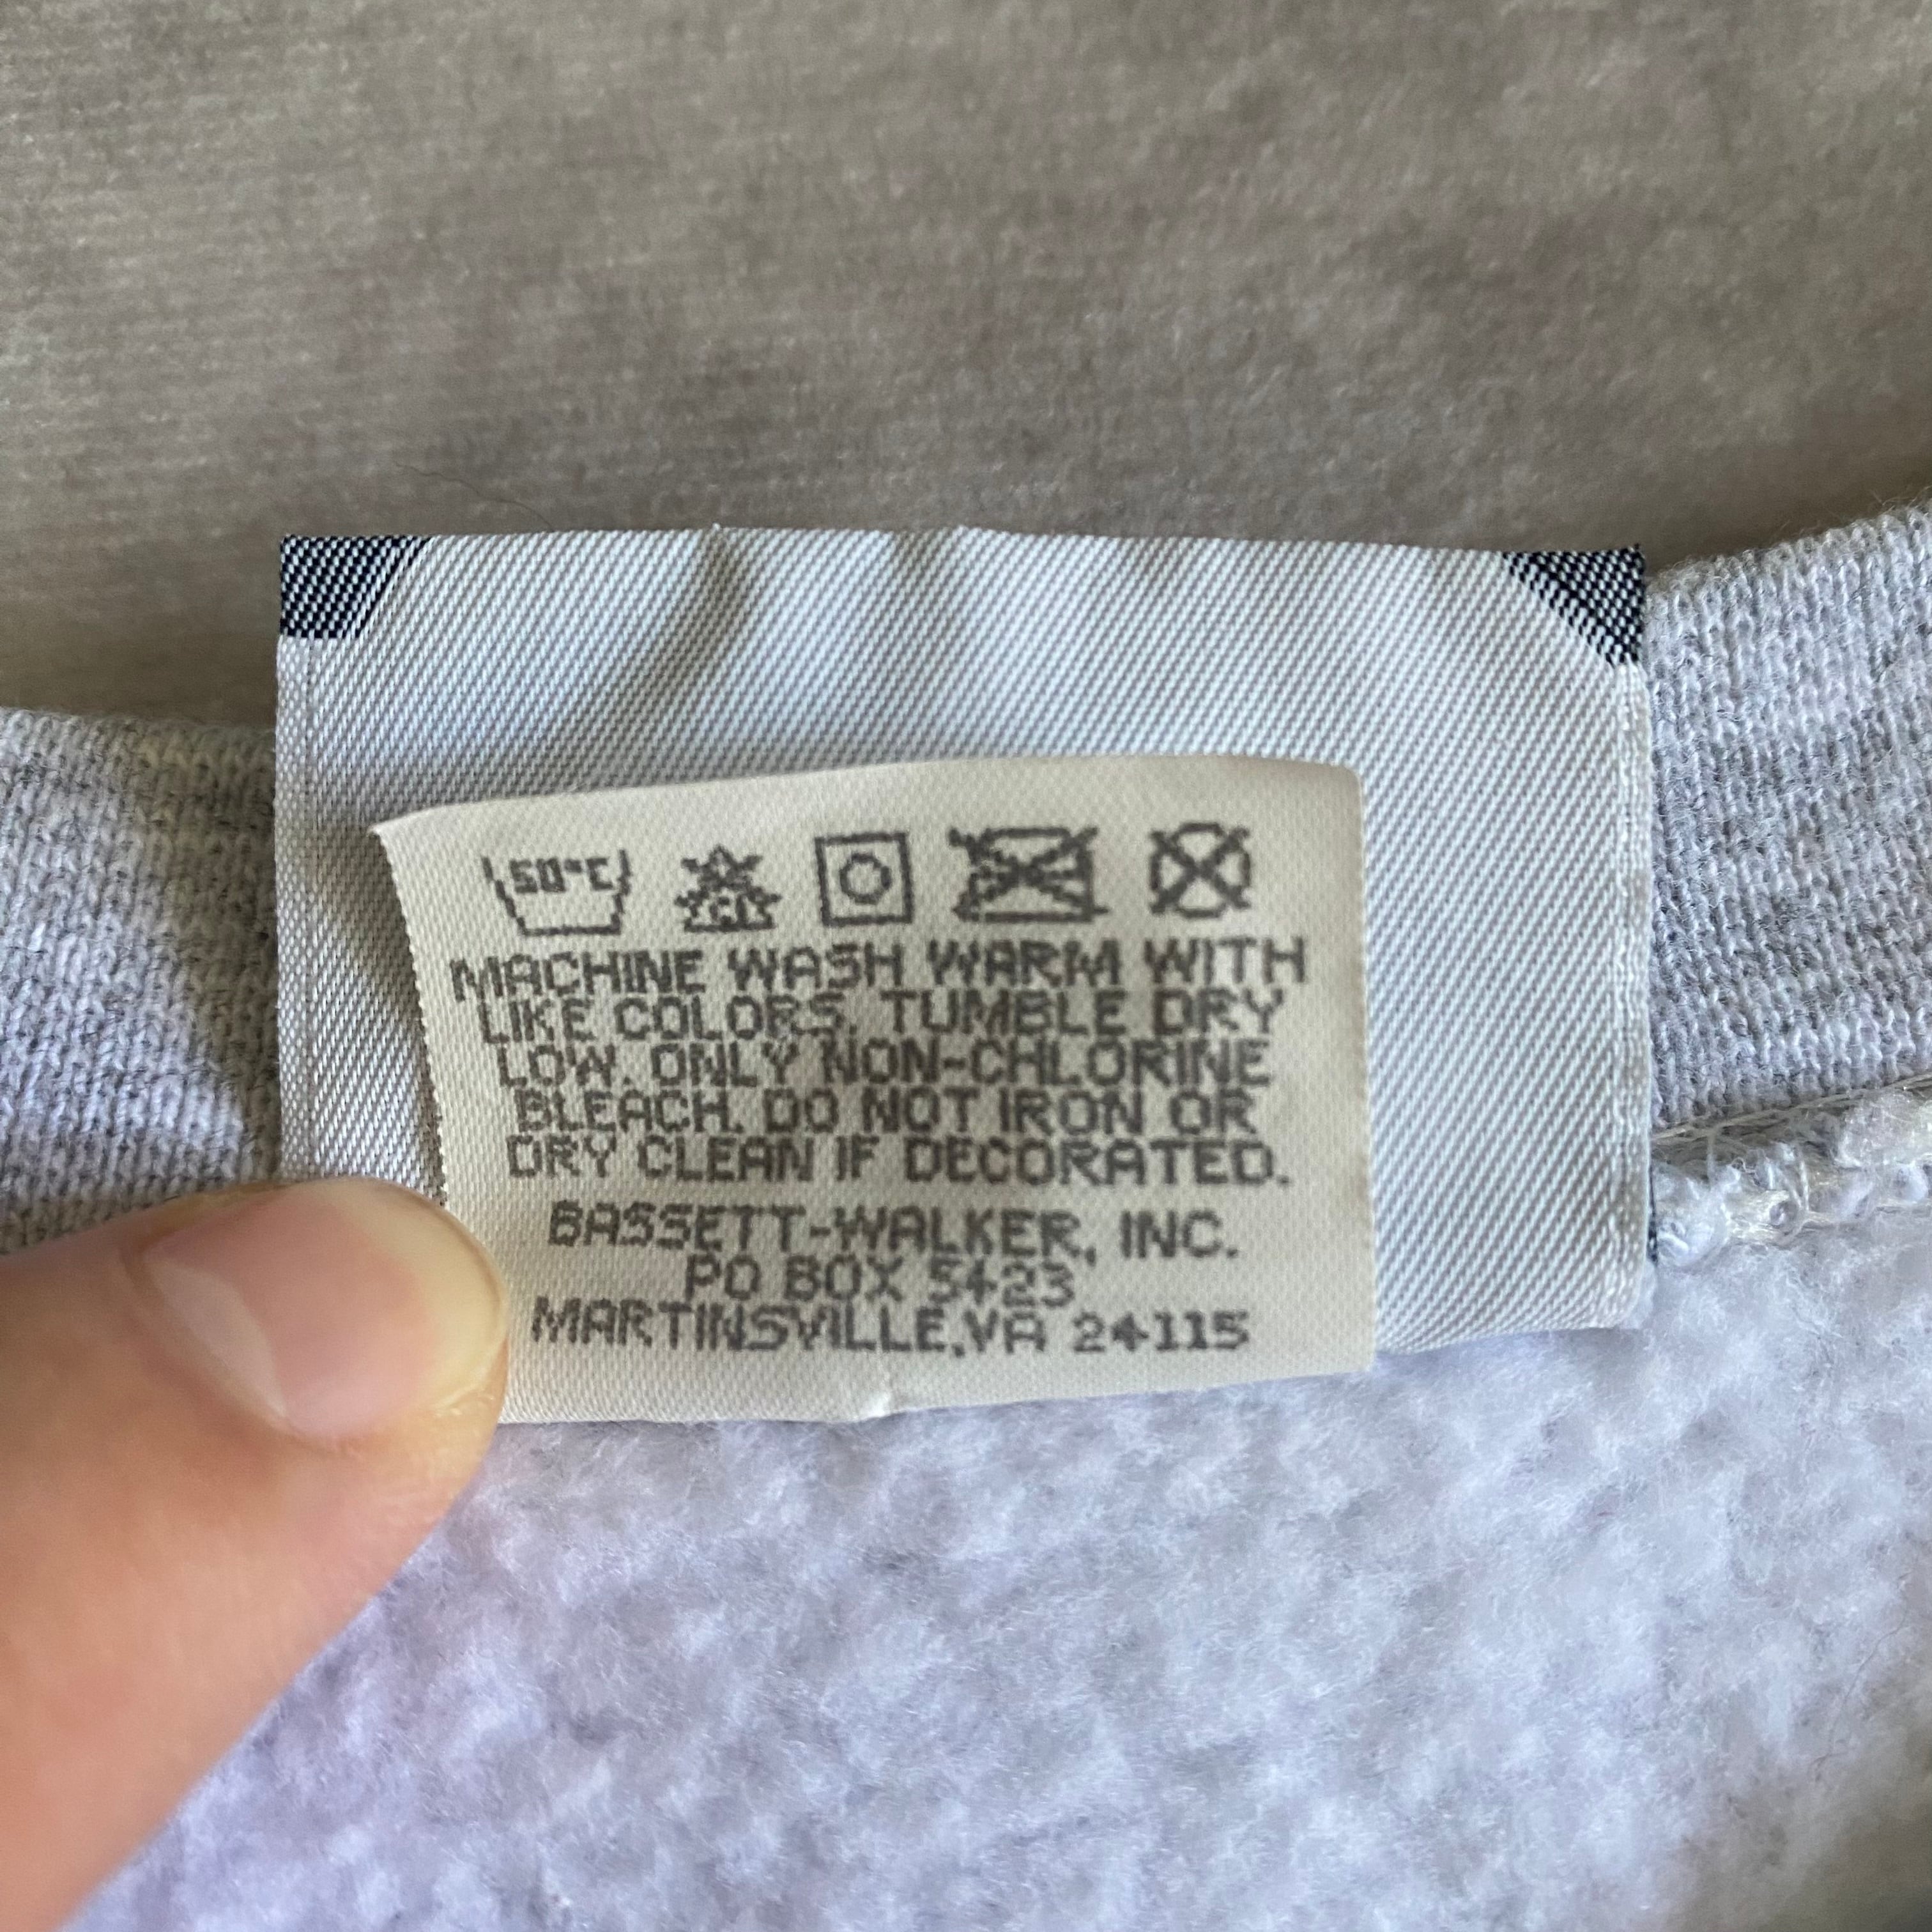 50°C CL
MACHINE WASH WARM WITH
LIKE COLORS. TUMBLE DRY
LOW. ONLY NON-CHLORINE
BLEACH. DO NOT IRON OR
DRY CLEAN IF DECORATED.
BASSETT-WALKER, INC.
PO BOX 5423
MARTINSVILLE,VA 24115